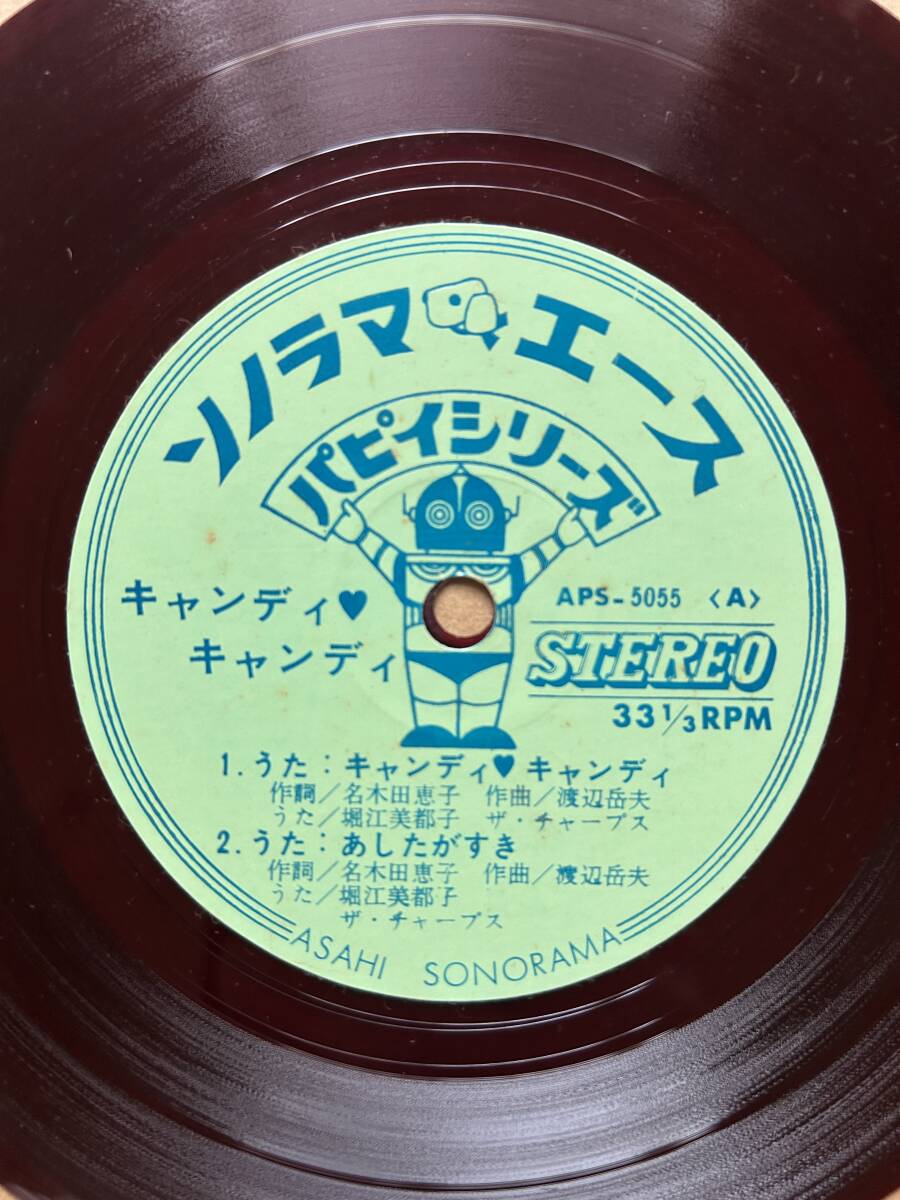 ソノラマエース
パピイシリーズ
キャンディ♥
キャンディ
APS-5055 〈A〉
STEREO
33 1/3 RPM
1. うた:キャンディ♥キャンディ
作詞/名木田恵子 作曲/渡辺岳夫
うた/堀江美都子 ザ・チャープス
2. うた:あしたがすき
作詞/名木田恵子 作曲/渡辺岳夫
うた/堀江美都子
ザ・チャープス
ASAHI SONORAMA